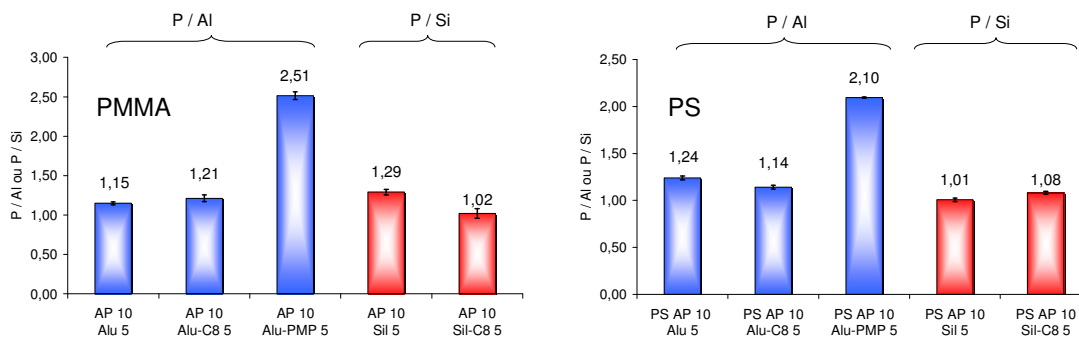 P / Al
P / Si
3,00
2,50
2,00
1,50
1,00
0,50
0,00
P / Al ou P / Si
PMMA
1,15
1,21
2,51
1,29
1,02
AP 10
Alu 5
AP 10
Alu-C8 5
AP 10
Alu-PMP 5
AP 10
Sil 5
AP 10
Sil-C8 5
P / Al
P / Si
2,50
2,00
1,50
1,00
0,50
0,00
P / Al ou P / Si
PS
1,24
1,14
2,10
1,01
1,08
PS AP 10
Alu 5
PS AP 10
Alu-C8 5
PS AP 10
Alu-PMP 5
PS AP 10
Sil 5
PS AP 10
Sil-C8 5